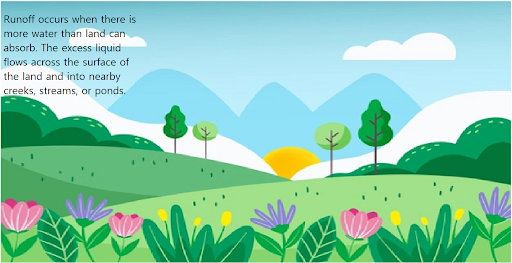 Runoff occurs when there is
more water than land can
absorb. The excess liquid
flows across the surface of
the land and into nearby
creeks, streams, or ponds.